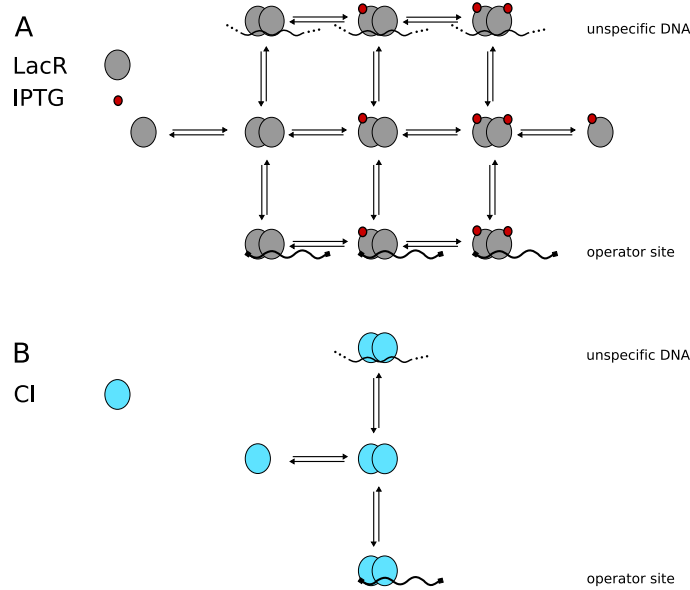 A
unspecific DNA
LacR
IPTG
operator site
B
unspecific DNA
CI
operator site